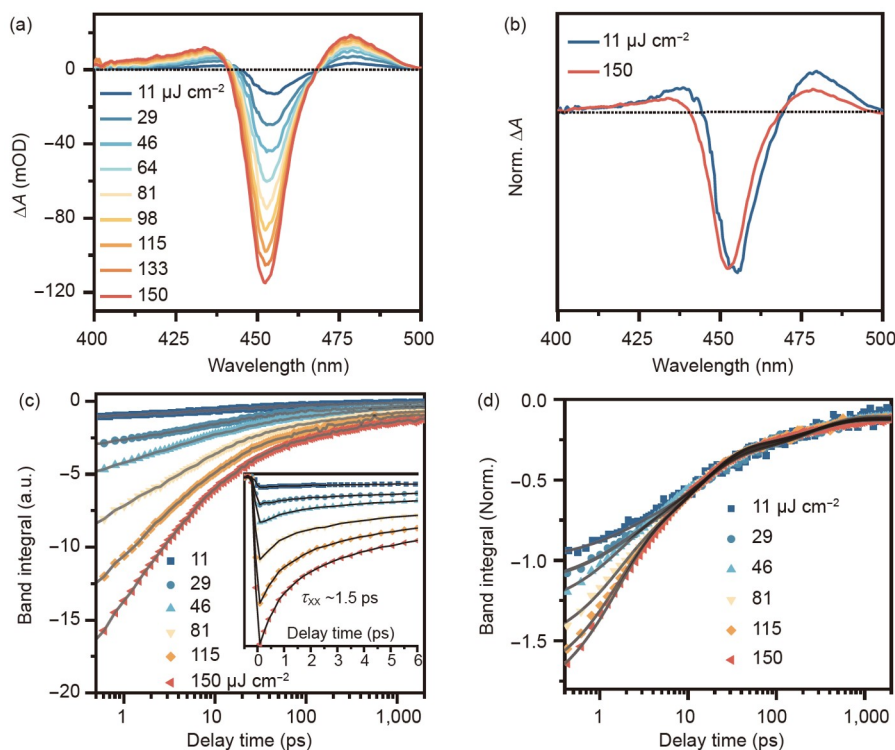 (a)
0
−40
−80
−120
ΔA (mOD)
11 μJ cm⁻²
29
46
64
81
98
115
133
150
400 425 450 475 500
Wavelength (nm)
(b)
Norm. ΔA
11 μJ cm⁻²
150
400 425 450 475 500
Wavelength (nm)
(c)
0
−5
−10
−15
−20
Band integral (a.u.)
11
29
46
81
115
150 μJ cm⁻²
τXX ~1.5 ps
Delay time (ps)
0 1 2 3 4 5 6
1 10 100 1,000
Delay time (ps)
(d)
0.0
−0.5
−1.0
−1.5
Band integral (Norm.)
11 μJ cm⁻²
29
46
81
115
150
1 10 100 1,000
Delay time (ps)